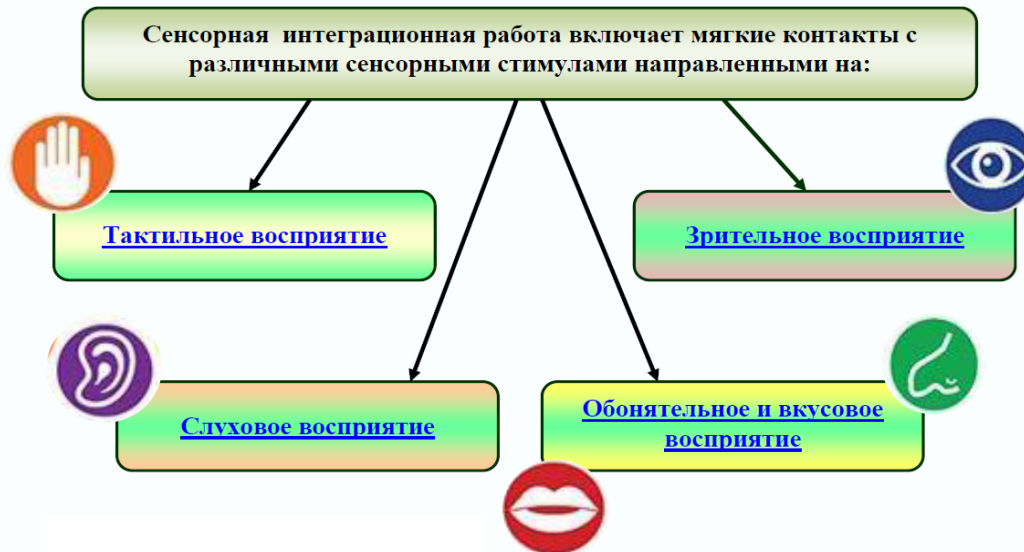 Сенсорная интеграционная работа включает мягкие контакты с
различными сенсорными стимулами направленными на:
Тактильное восприятие
Зрительное восприятие
Слуховое восприятие
Обонятельное и вкусовое
восприятие